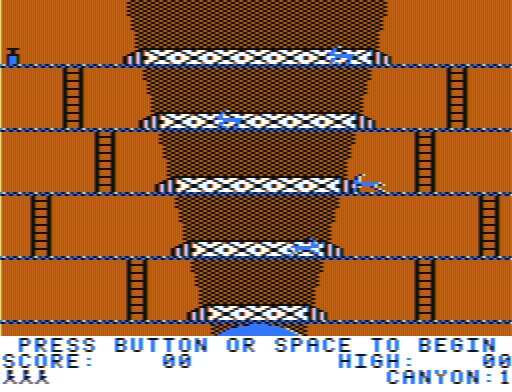 PRESS BUTTON OR SPACE TO BEGIN
SCORE: 00 HIGH: 00
CANYON:1